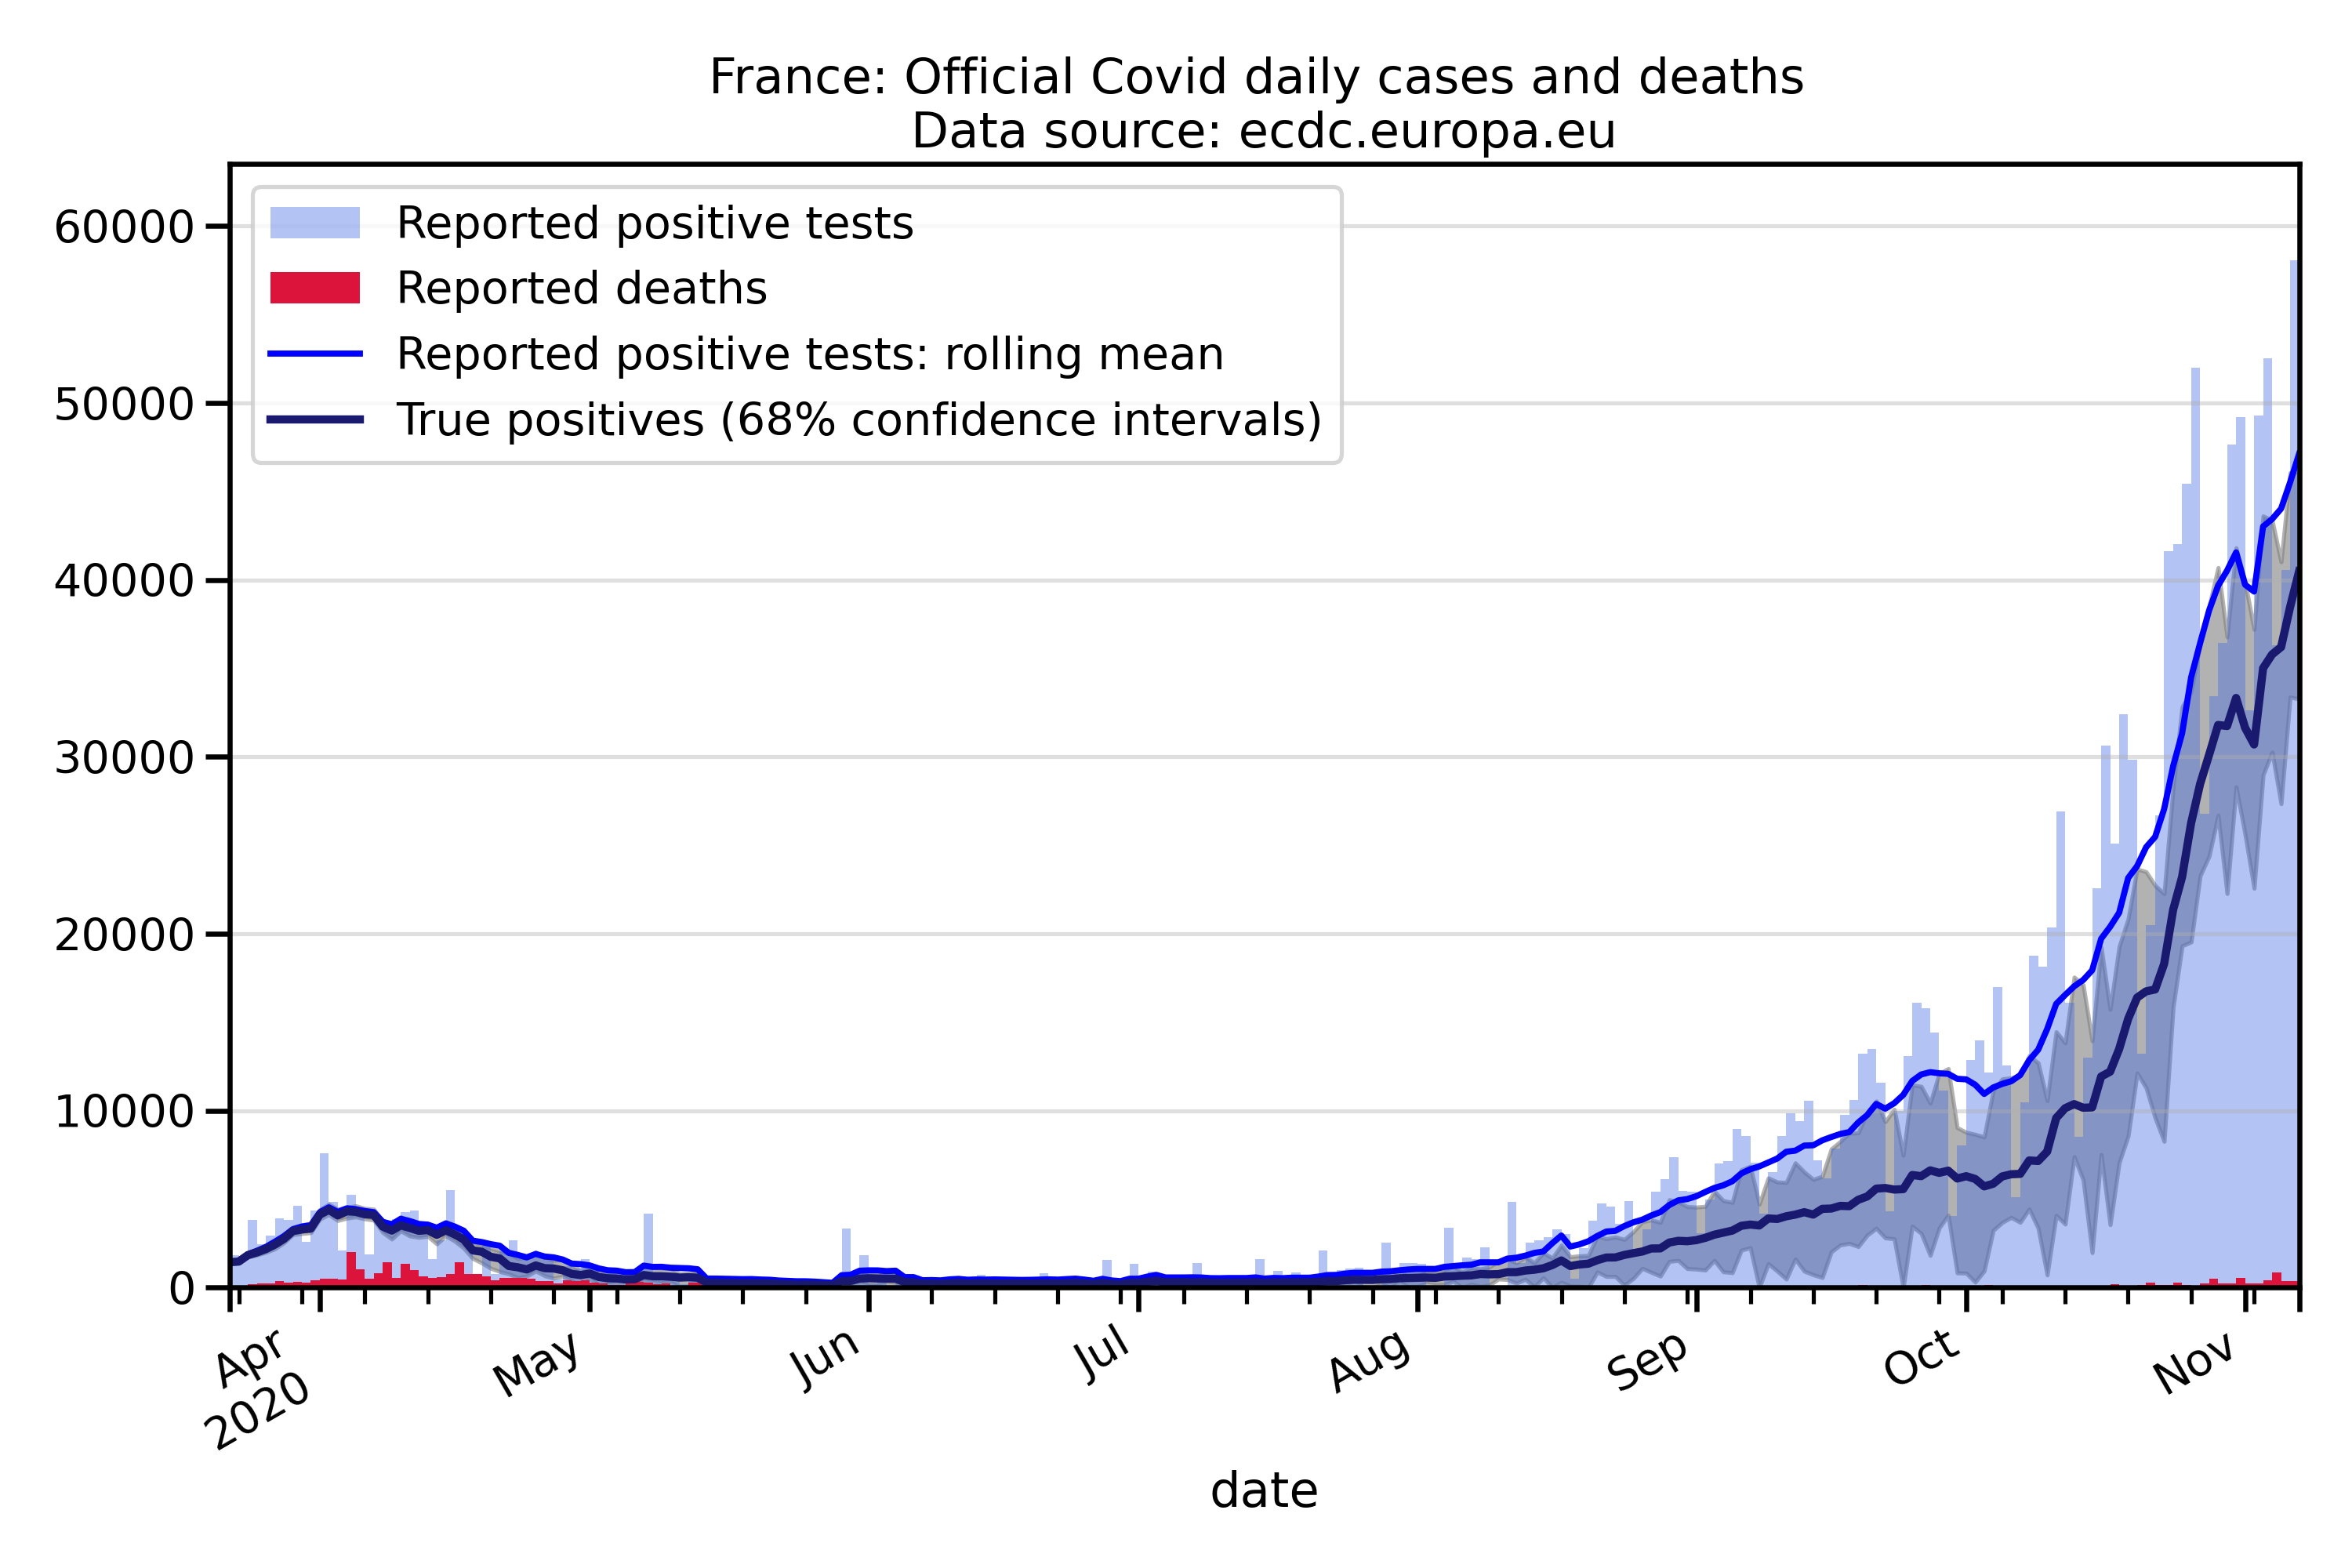 France: Official Covid daily cases and deaths
Data source: ecdc.europa.eu
Reported positive tests
Reported deaths
Reported positive tests: rolling mean
True positives (68% confidence intervals)
60000
50000
40000
30000
20000
10000
0
Apr
2020
May
Jun
Jul
Aug
Sep
Oct
Nov
date